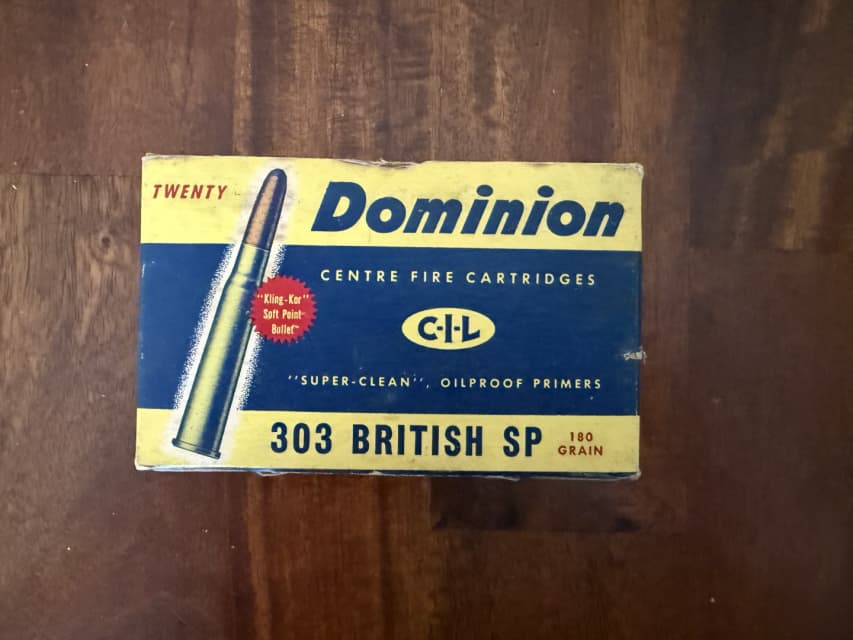 TWENTY
Dominion
CENTRE FIRE CARTRIDGES
"Kling-Kor"
Soft Point
Bullet
C-I-L
"SUPER-CLEAN", OILPROOF PRIMERS
303 BRITISH SP
180
GRAIN